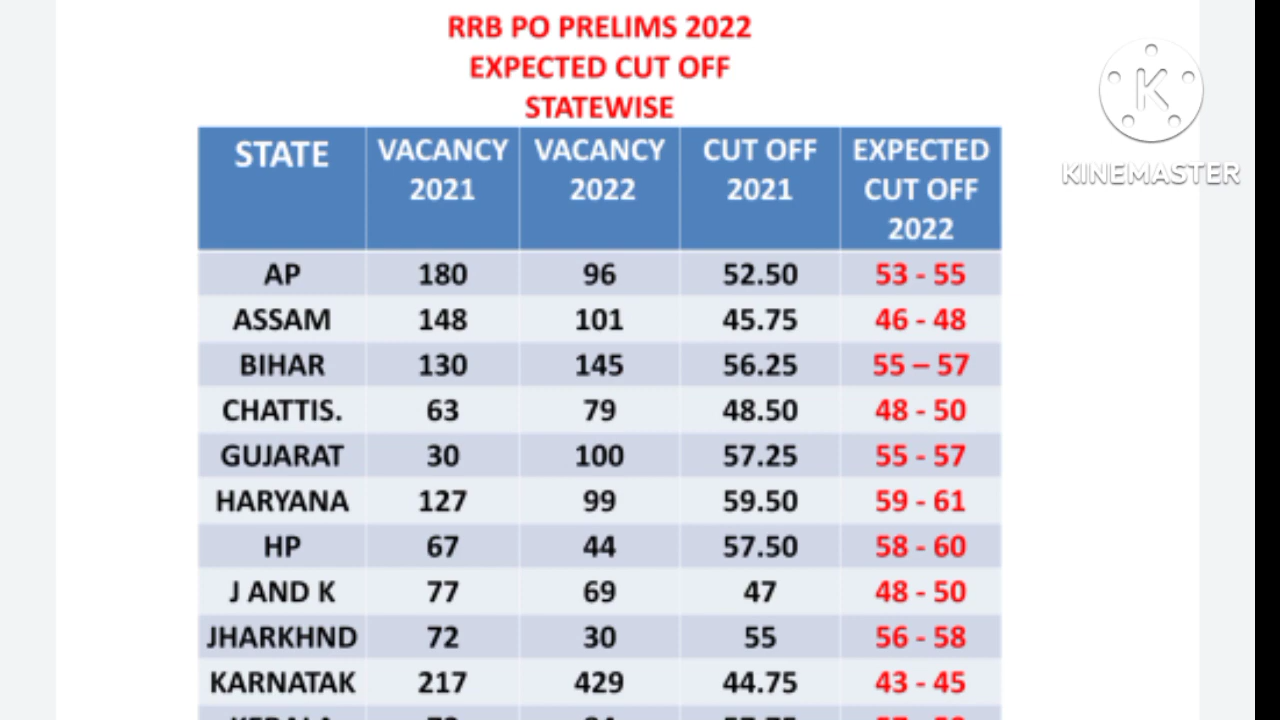 RRB PO PRELIMS 2022
EXPECTED CUT OFF
STATEWISE
K
KINEMASTER
STATE VACANCY 2021 VACANCY 2022 CUT OFF 2021 EXPECTED CUT OFF 2022
AP 180 96 52.50 53 - 55
ASSAM 148 101 45.75 46 - 48
BIHAR 130 145 56.25 55 – 57
CHATTIS. 63 79 48.50 48 - 50
GUJARAT 30 100 57.25 55 - 57
HARYANA 127 99 59.50 59 - 61
HP 67 44 57.50 58 - 60
J AND K 77 69 47 48 - 50
JHARKHND 72 30 55 56 - 58
KARNATAK 217 429 44.75 43 - 45